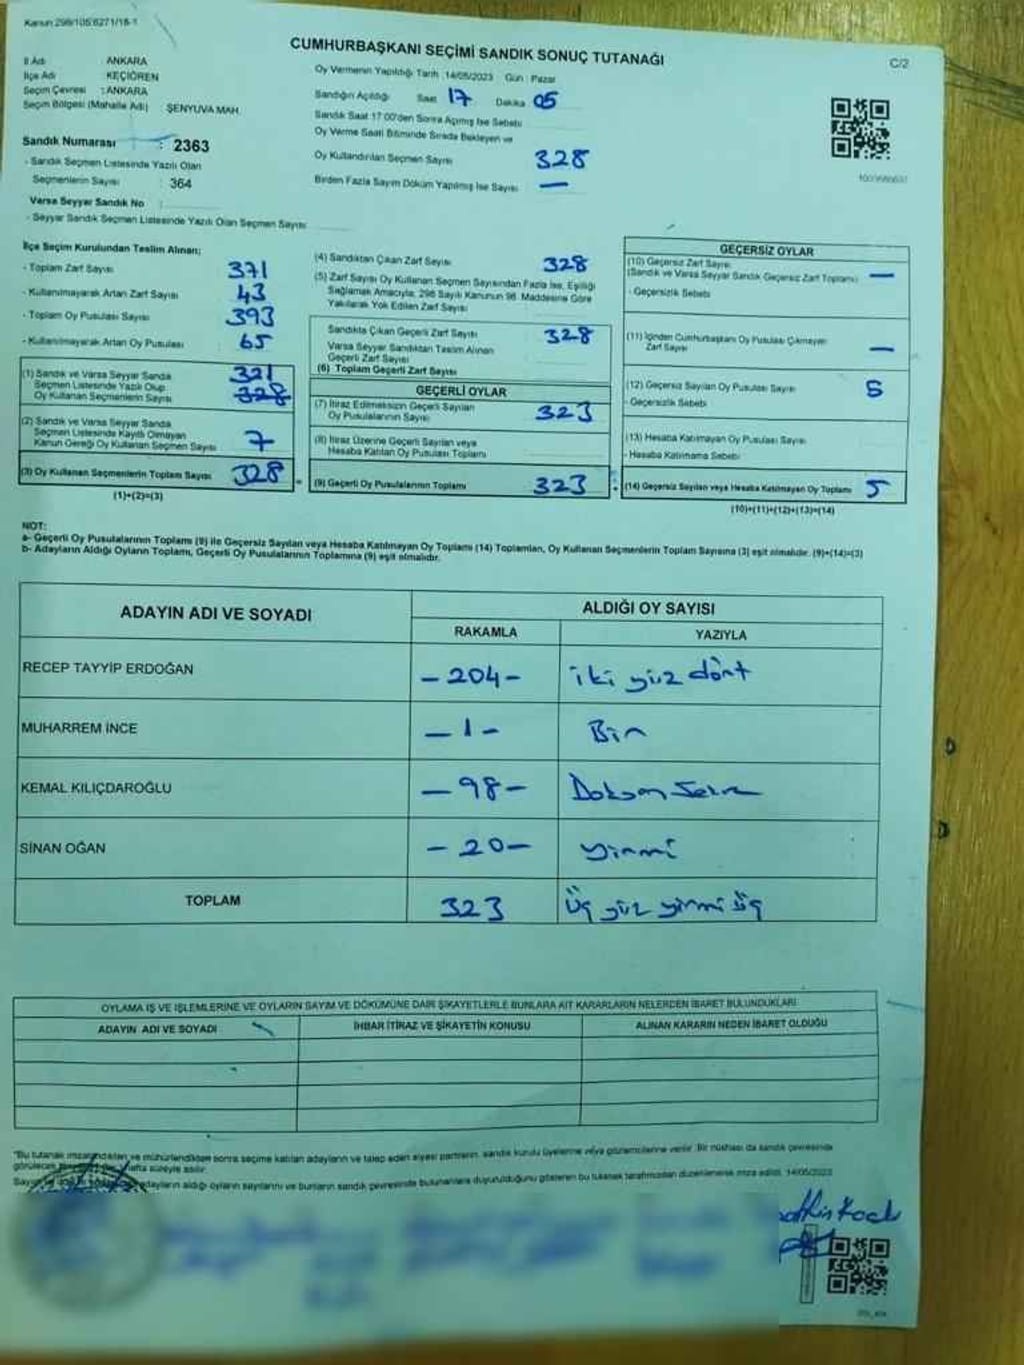 Kanun 298/105 6271/18-1
CUMHURBAŞKANI SEÇİMİ SANDIK SONUÇ TUTANAĞI
C/2
İl Adı : ANKARA
İlçe Adı : KEÇİÖREN
Seçim Çevresi : ANKARA
Seçim Bölgesi (Mahalle Adı) ŞENYUVA MAH.
Sandık Numarası : 2363
- Sandık Seçmen Listesinde Yazılı Olan
Seçmenlerin Sayısı : 364
Varsa Seyyar Sandık No :
- Seyyar Sandık Seçmen Listesinde Yazılı Olan Seçmen Sayısı
Oy Vermenin Yapıldığı Tarih : 14/05/2023 Gün : Pazar
Sandığın Açıldığı Saat 17 Dakika 05
Sandık Saat 17:00'den Sonra Açılmış İse Sebebi
Oy Verme Saati Bitiminde Sırada Bekleyen ve
Oy Kullandırılan Seçmen Sayısı 328
Birden Fazla Sayım Döküm Yapılmış İse Sayısı —
İlçe Seçim Kurulundan Teslim Alınan;
- Toplam Zarf Sayısı 371
- Kullanılmayarak Artan Zarf Sayısı 43
- Toplam Oy Pusulası Sayısı 393
- Kullanılmayarak Artan Oy Pusulası 65
(1) Sandık ve Varsa Seyyar Sandık 321
Seçmen Listesinde Yazılı Olup
Oy Kullanan Seçmenlerin Sayısı 328
(2) Sandık ve Varsa Seyyar Sandık
Seçmen Listesinde Kayıtlı Olmayan
Kanun Gereği Oy Kullanan Seçmen Sayısı 7
(3) Oy Kullanan Seçmenlerin Toplam Sayısı 328
(1)+(2)=(3)
(4) Sandıktan Çıkan Zarf Sayısı 328
(5) Zarf Sayısı Oy Kullanan Seçmen Sayısından Fazla İse, Eşitliği
Sağlamak Amacıyla, 298 Sayılı Kanunun 98. Maddesine Göre
Yakılarak Yok Edilen Zarf Sayısı
Sandıkta Çıkan Geçerli Zarf Sayısı 328
Varsa Seyyar Sandıktan Teslim Alınan
Geçerli Zarf Sayısı
(6) Toplam Geçerli Zarf Sayısı
GEÇERLİ OYLAR
(7) İtiraz Edilmeksizin Geçerli Sayılan
Oy Pusulalarının Sayısı 323
(8) İtiraz Üzerine Geçerli Sayılan veya
Hesaba Katılan Oy Pusulası Toplamı
(9) Geçerli Oy Pusulalarının Toplamı 323
GEÇERSİZ OYLAR
(10) Geçersiz Zarf Sayısı
(Sandık ve Varsa Seyyar Sandık Geçersiz Zarf Toplamı) —
- Geçersizlik Sebebi
(11) İçinden Cumhurbaşkanı Oy Pusulası Çıkmayan
Zarf Sayısı —
(12) Geçersiz Sayılan Oy Pusulası Sayısı 5
- Geçersizlik Sebebi
(13) Hesaba Katılmayan Oy Pusulası Sayısı
- Hesaba Katılmama Sebebi
(14) Geçersiz Sayılan veya Hesaba Katılmayan Oy Toplamı 5
(10)+(11)+(12)+(13)=(14)
NOT:
a- Geçerli Oy Pusulalarının Toplamı (9) ile Geçersiz Sayılan veya Hesaba Katılmayan Oy Toplamı (14) Toplamları, Oy Kullanan Seçmenlerin Toplam Sayısına (3) eşit olmalıdır. (9)+(14)=(3)
b- Adayların Aldığı Oyların Toplamı, Geçerli Oy Pusulalarının Toplamına (9) eşit olmalıdır.
ADAYIN ADI VE SOYADI
ALDIĞI OY SAYISI
RAKAMLA YAZIYLA
RECEP TAYYİP ERDOĞAN - 204 - iki yüz dört
MUHARREM İNCE - 1 - Bir
KEMAL KILIÇDAROĞLU - 98 - Doksan Sekiz
SİNAN OĞAN - 20 - yirmi
TOPLAM 323 Üç yüz yirmi üç
OYLAMA İŞ VE İŞLEMLERİNE VE OYLARIN SAYIM VE DÖKÜMÜNE DAİR ŞİKAYETLERLE BUNLARA AİT KARARLARIN NELERDEN İBARET BULUNDUKLARI
ADAYIN ADI VE SOYADI İHBAR İTİRAZ VE ŞİKAYETİN KONUSU ALINAN KARARIN NEDEN İBARET OLDUĞU
"Bu tutanak imzalandıktan ve mühürlendikten sonra seçime katılan adayların ve talep eden siyasi partilerin, sandık kurulu üyelerine veya gözlemcilerine verilir. Bir nüshası da sandık çevresinde
görülecek hafta süreyle asılır.
adayların aldığı oyların sayılarını ve bunların sandık çevresinde bulunanlara duyurulduğunu gösteren bu tutanak tarafımızdan düzenlenerek imza edildi. 14/05/2023